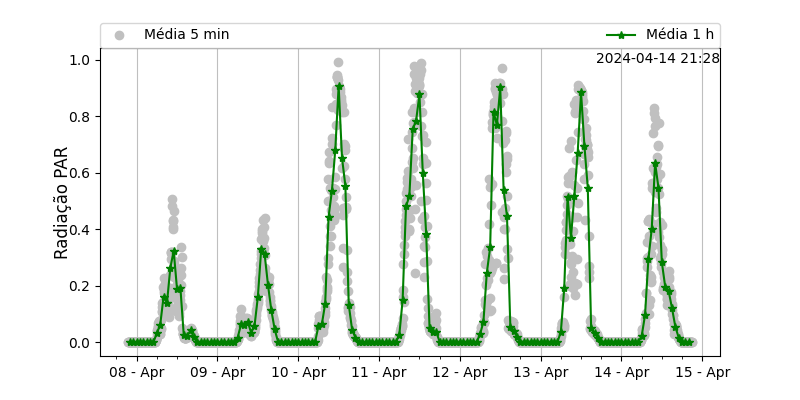 Média 5 min
Média 1 h
2024-04-14 21:28
Radiação PAR
1.0
0.8
0.6
0.4
0.2
0.0
08 - Apr
09 - Apr
10 - Apr
11 - Apr
12 - Apr
13 - Apr
14 - Apr
15 - Apr